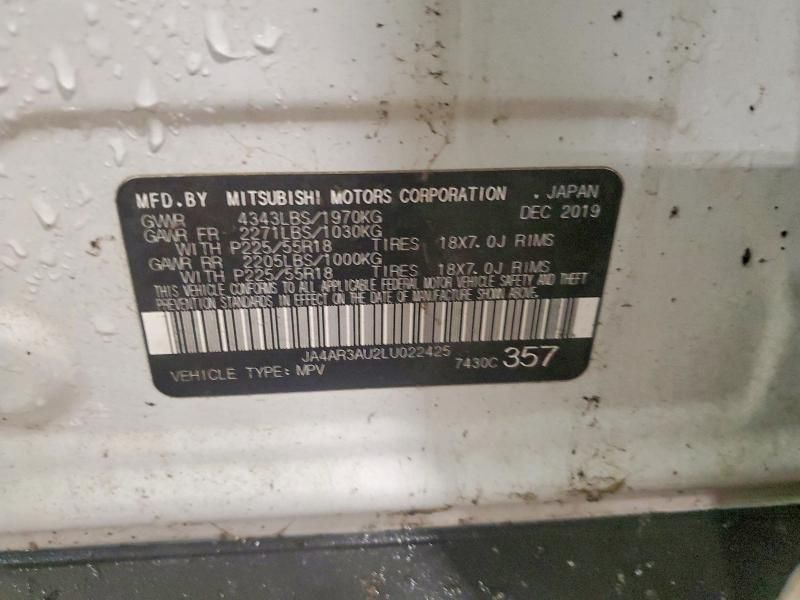 MFD.BY MITSUBISHI MOTORS CORPORATION . JAPAN
GVWR 4343LBS/1970KG DEC 2019
GAWR FR 2271LBS/1030KG
WITH P225/55R18 TIRES 18X7.0J RIMS
GAWR RR 2205LBS/1000KG
WITH P225/55R18 TIRES 18X7.0J RIMS
THIS VEHICLE CONFORMS TO ALL APPLICABLE FEDERAL MOTOR VEHICLE SAFETY AND THEFT
PREVENTION STANDARDS IN EFFECT ON THE DATE OF MANUFACTURE SHOWN ABOVE.
JA4AR3AU2LU022425
VEHICLE TYPE: MPV 7430C 357